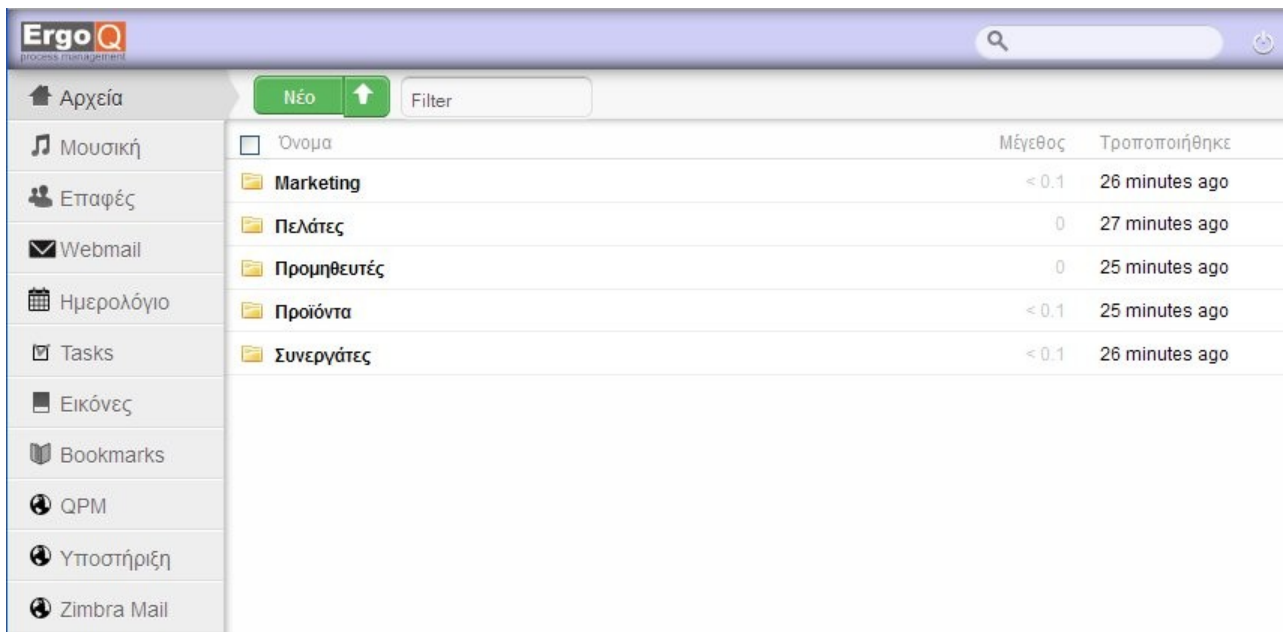 ErgoQ
process management
Αρχεία
Μουσική
Επαφές
Webmail
Ημερολόγιο
Tasks
Εικόνες
Bookmarks
QPM
Υποστήριξη
Zimbra Mail
Νέο Filter
Όνομα Μέγεθος Τροποποιήθηκε
Marketing < 0.1 26 minutes ago
Πελάτες 0 27 minutes ago
Προμηθευτές 0 25 minutes ago
Προϊόντα < 0.1 25 minutes ago
Συνεργάτες < 0.1 26 minutes ago